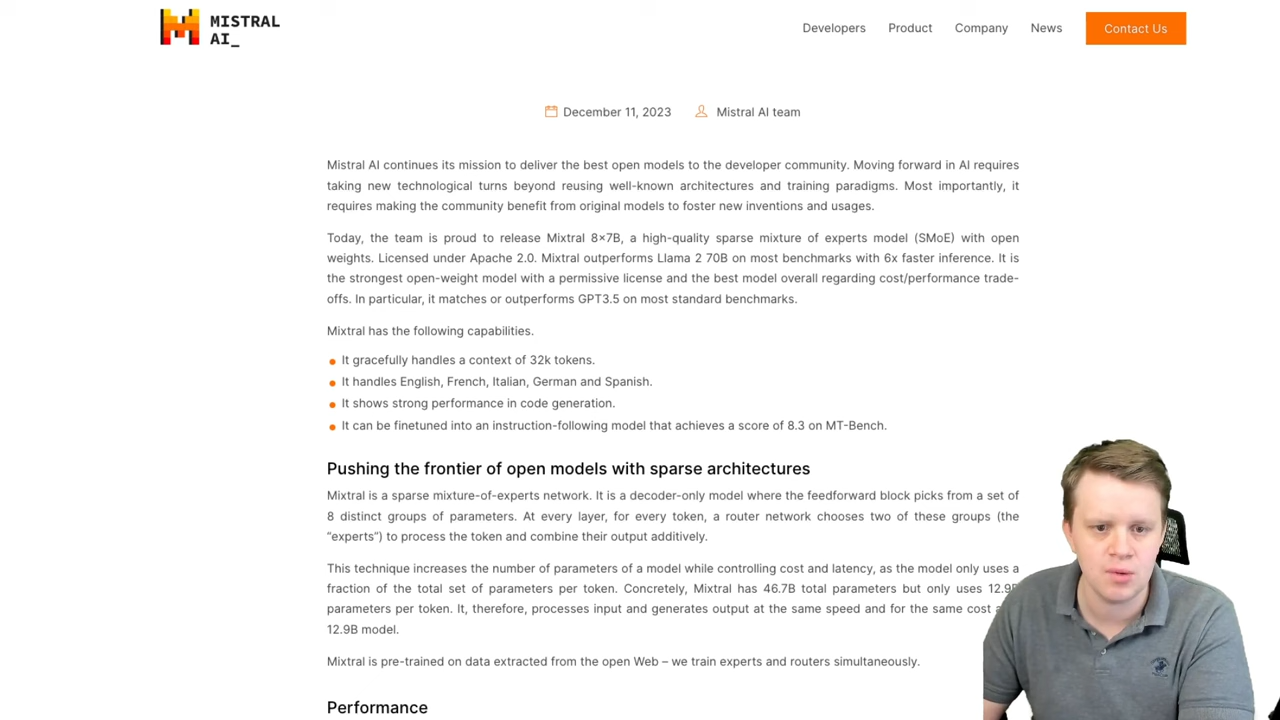 MISTRAL
AI_
Developers Product Company News Contact Us
December 11, 2023 Mistral AI team
Mistral AI continues its mission to deliver the best open models to the developer community. Moving forward in AI requires
taking new technological turns beyond reusing well-known architectures and training paradigms. Most importantly, it
requires making the community benefit from original models to foster new inventions and usages.
Today, the team is proud to release Mixtral 8×7B, a high-quality sparse mixture of experts model (SMoE) with open
weights. Licensed under Apache 2.0. Mixtral outperforms Llama 2 70B on most benchmarks with 6x faster inference. It is
the strongest open-weight model with a permissive license and the best model overall regarding cost/performance trade-
offs. In particular, it matches or outperforms GPT3.5 on most standard benchmarks.
Mixtral has the following capabilities.
It gracefully handles a context of 32k tokens.
It handles English, French, Italian, German and Spanish.
It shows strong performance in code generation.
It can be finetuned into an instruction-following model that achieves a score of 8.3 on MT-Bench.
Pushing the frontier of open models with sparse architectures
Mixtral is a sparse mixture-of-experts network. It is a decoder-only model where the feedforward block picks from a set of
8 distinct groups of parameters. At every layer, for every token, a router network chooses two of these groups (the
“experts”) to process the token and combine their output additively.
This technique increases the number of parameters of a model while controlling cost and latency, as the model only uses a
fraction of the total set of parameters per token. Concretely, Mixtral has 46.7B total parameters but only uses 12.9B
parameters per token. It, therefore, processes input and generates output at the same speed and for the same cost
12.9B model.
Mixtral is pre-trained on data extracted from the open Web – we train experts and routers simultaneously.
Performance